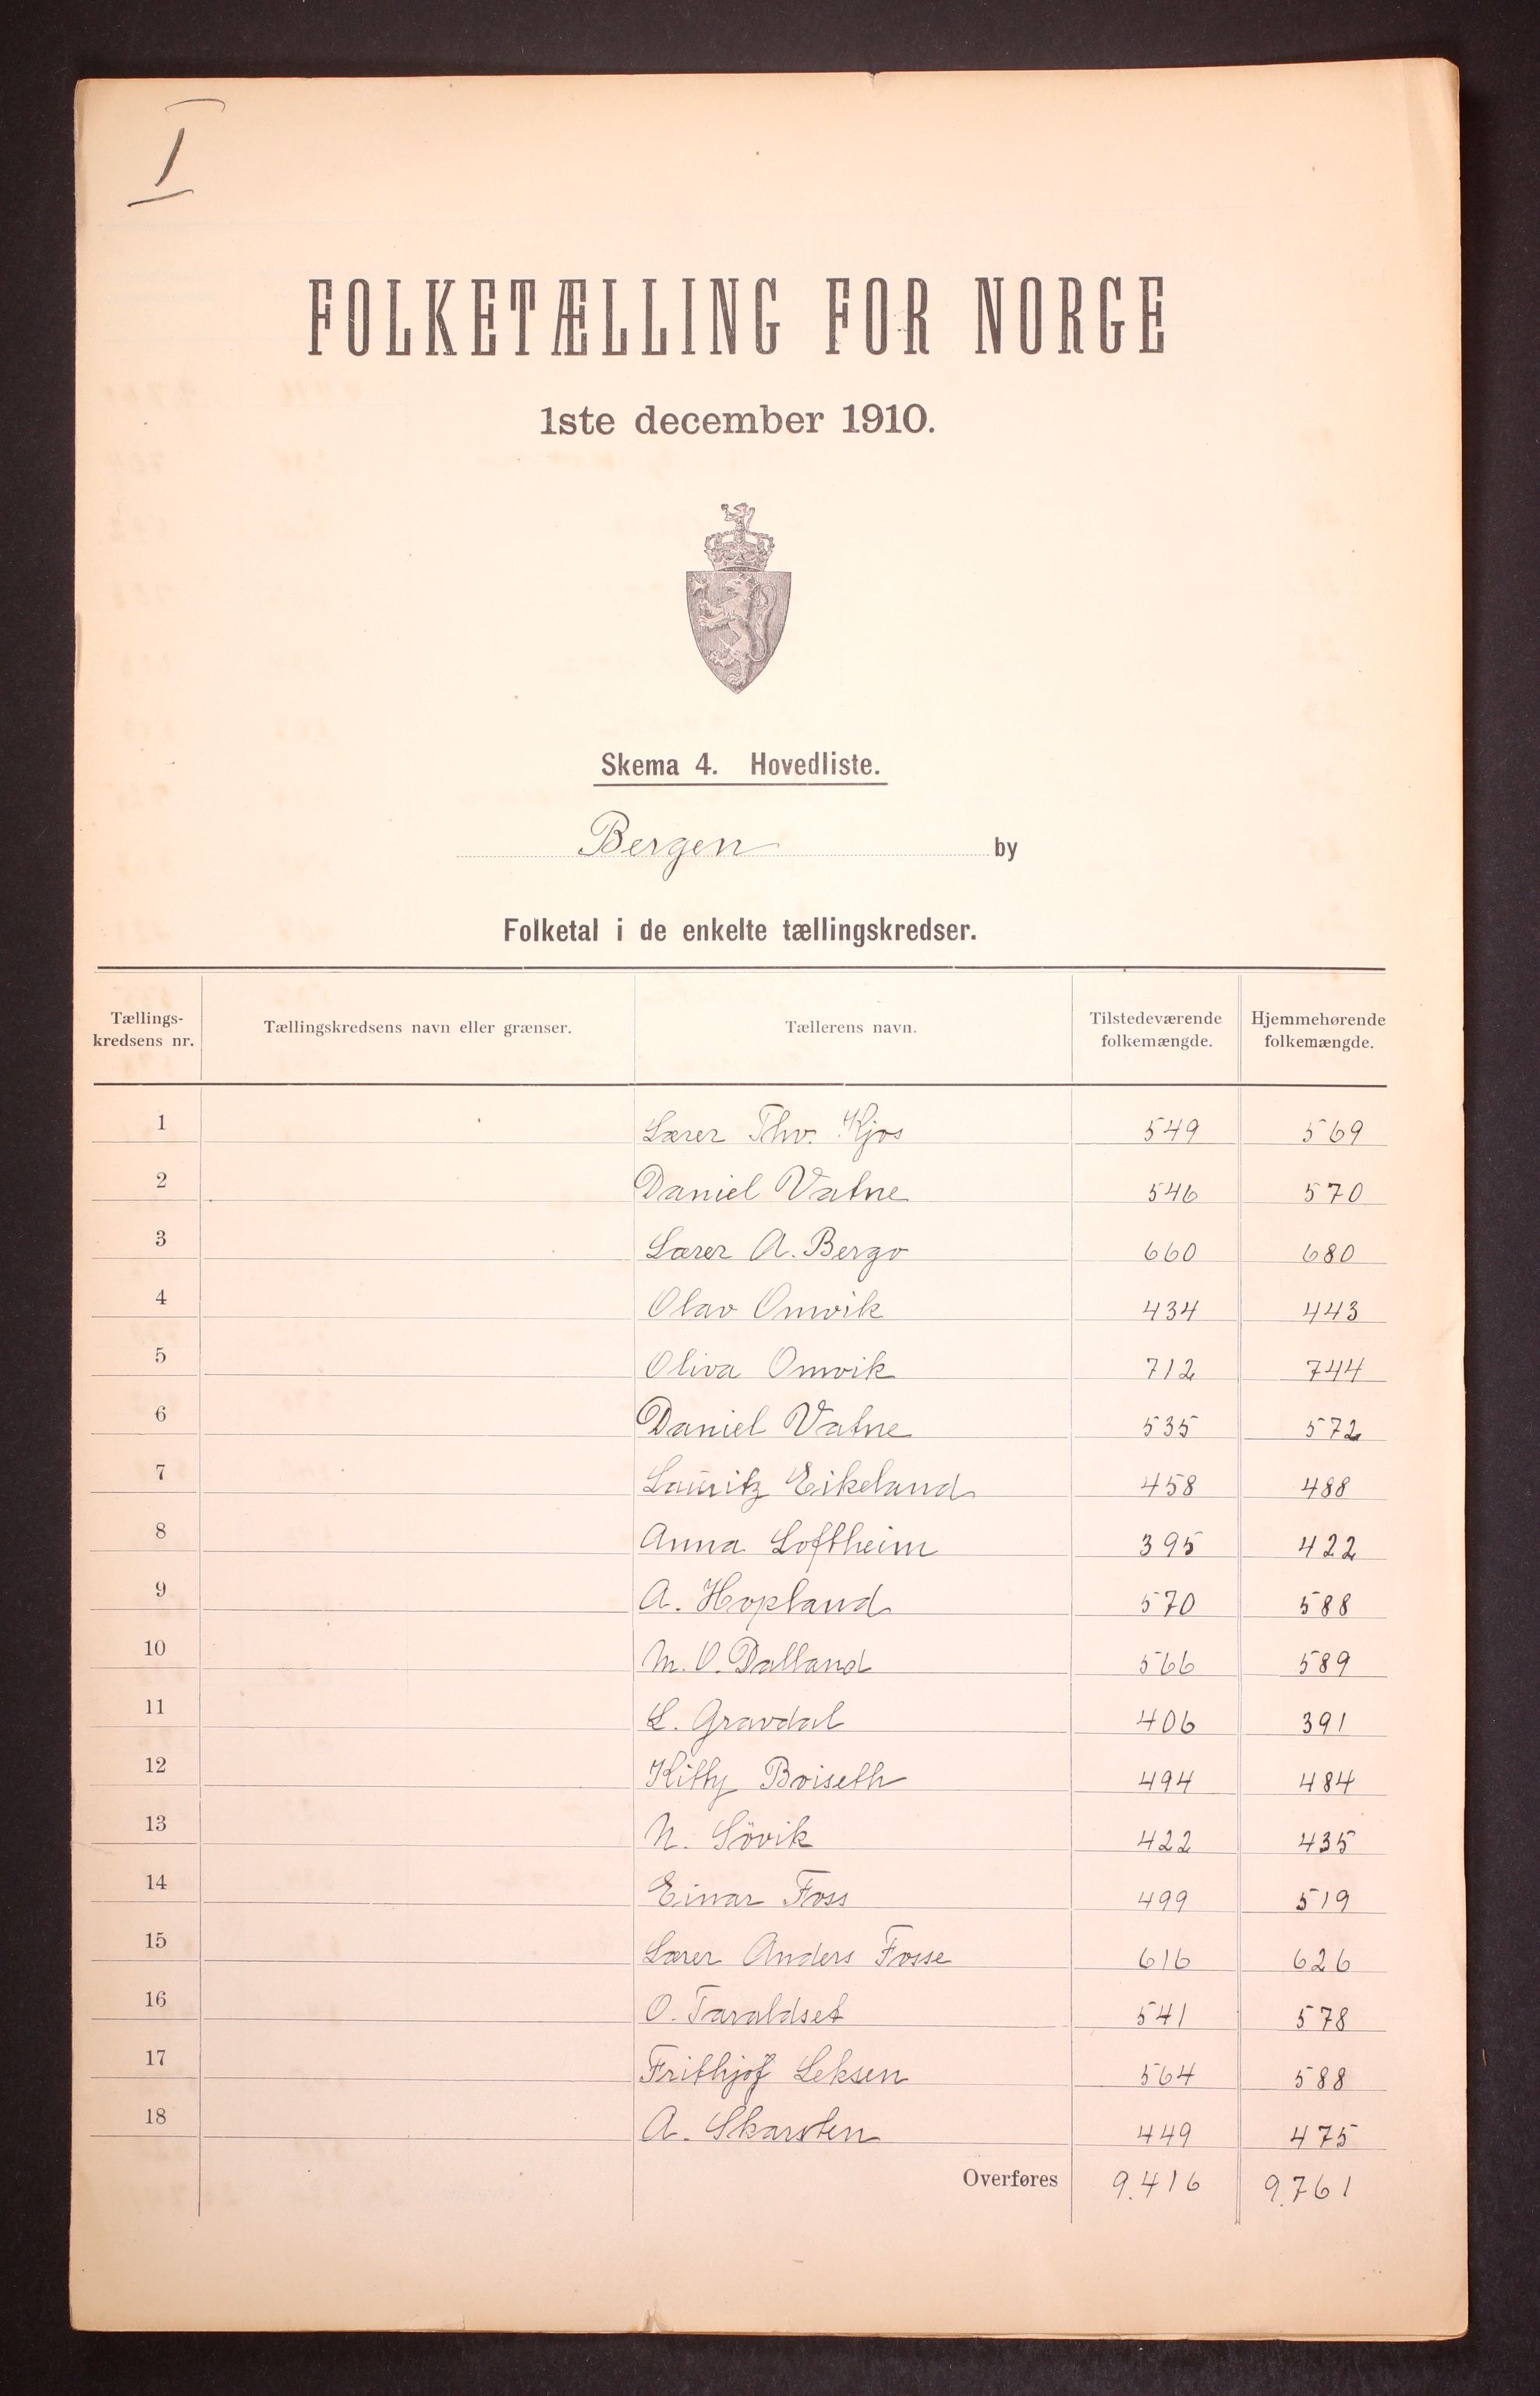 I
FOLKETÆLLING FOR NORGE
1ste december 1910.
Skema 4. Hovedliste.
Bergen by
Folketal i de enkelte tællingskredser.
Tællings-kredsens nr. Tællingskredsens navn eller grænser. Tællerens navn. Tilstedeværende folkemængde. Hjemmehørende folkemængde.
1 Lærer Thv. Kjos 549 569
2 Daniel Vatne 546 570
3 Lærer A. Bergo 660 680
4 Olav Omvik 434 443
5 Oliva Omvik 712 744
6 Daniel Vatne 535 572
7 Lauritz Eikeland 458 488
8 Anna Loftheim 395 422
9 A. Hopland 570 588
10 M. O. Dalland 566 589
11 L. Gravdal 406 391
12 Kitty Boiseth 494 484
13 N. Sövik 422 435
14 Einar Foss 499 519
15 Lærer Anders Fosse 616 626
16 O. Taraldset 541 578
17 Frithjof Leksen 564 588
18 A. Skarsten 449 475
Overføres 9.416 9.761